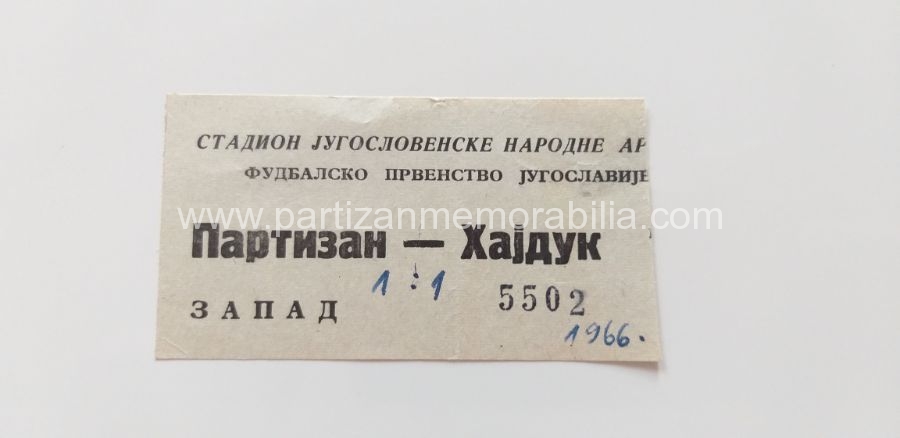 СТАДИОН ЈУГОСЛОВЕНСКЕ НАРОДНЕ АР
ФУДБАЛСКО ПРВЕНСТВО ЈУГОСЛАВИЈЕ
www.partizanmemorabilia.com
Партизан — Хајдук
1:1
ЗАПАД 5502
1966.